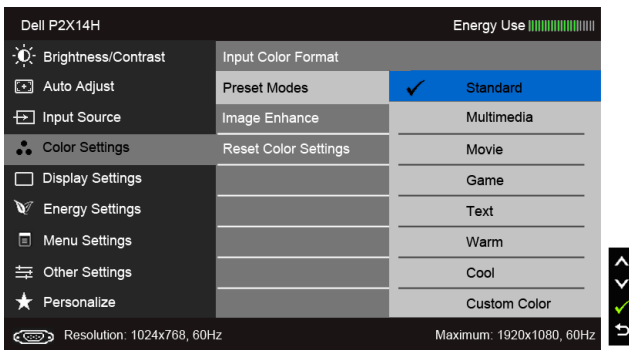 Dell P2X14H Energy Use
Brightness/Contrast Input Color Format
Auto Adjust Preset Modes Standard
Input Source Image Enhance Multimedia
Color Settings Reset Color Settings Movie
Display Settings Game
Energy Settings Text
Menu Settings Warm
Other Settings Cool
Personalize Custom Color
Resolution: 1024x768, 60Hz Maximum: 1920x1080, 60Hz